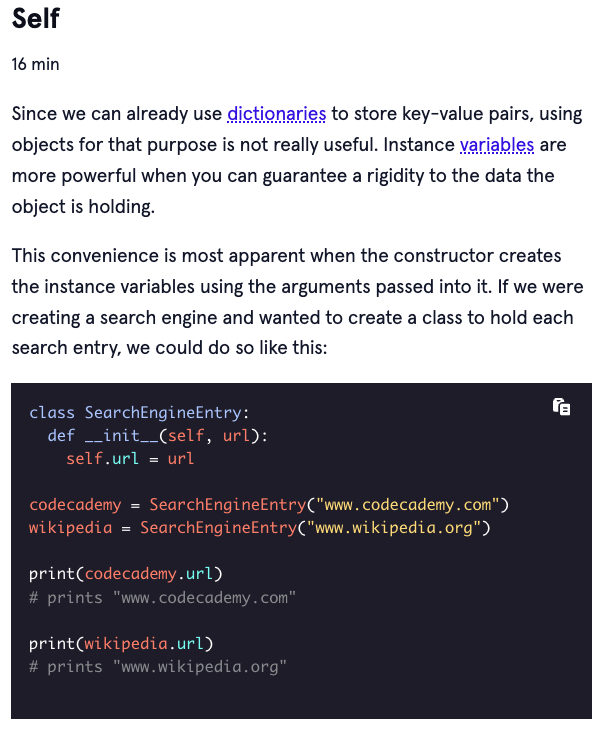 Self
16 min
Since we can already use dictionaries to store key-value pairs, using
objects for that purpose is not really useful. Instance variables are
more powerful when you can guarantee a rigidity to the data the
object is holding.
This convenience is most apparent when the constructor creates
the instance variables using the arguments passed into it. If we were
creating a search engine and wanted to create a class to hold each
search entry, we could do so like this:
class SearchEngineEntry:
  def __init__(self, url):
    self.url = url

codecademy = SearchEngineEntry("www.codecademy.com")
wikipedia = SearchEngineEntry("www.wikipedia.org")

print(codecademy.url)
# prints "www.codecademy.com"

print(wikipedia.url)
# prints "www.wikipedia.org"